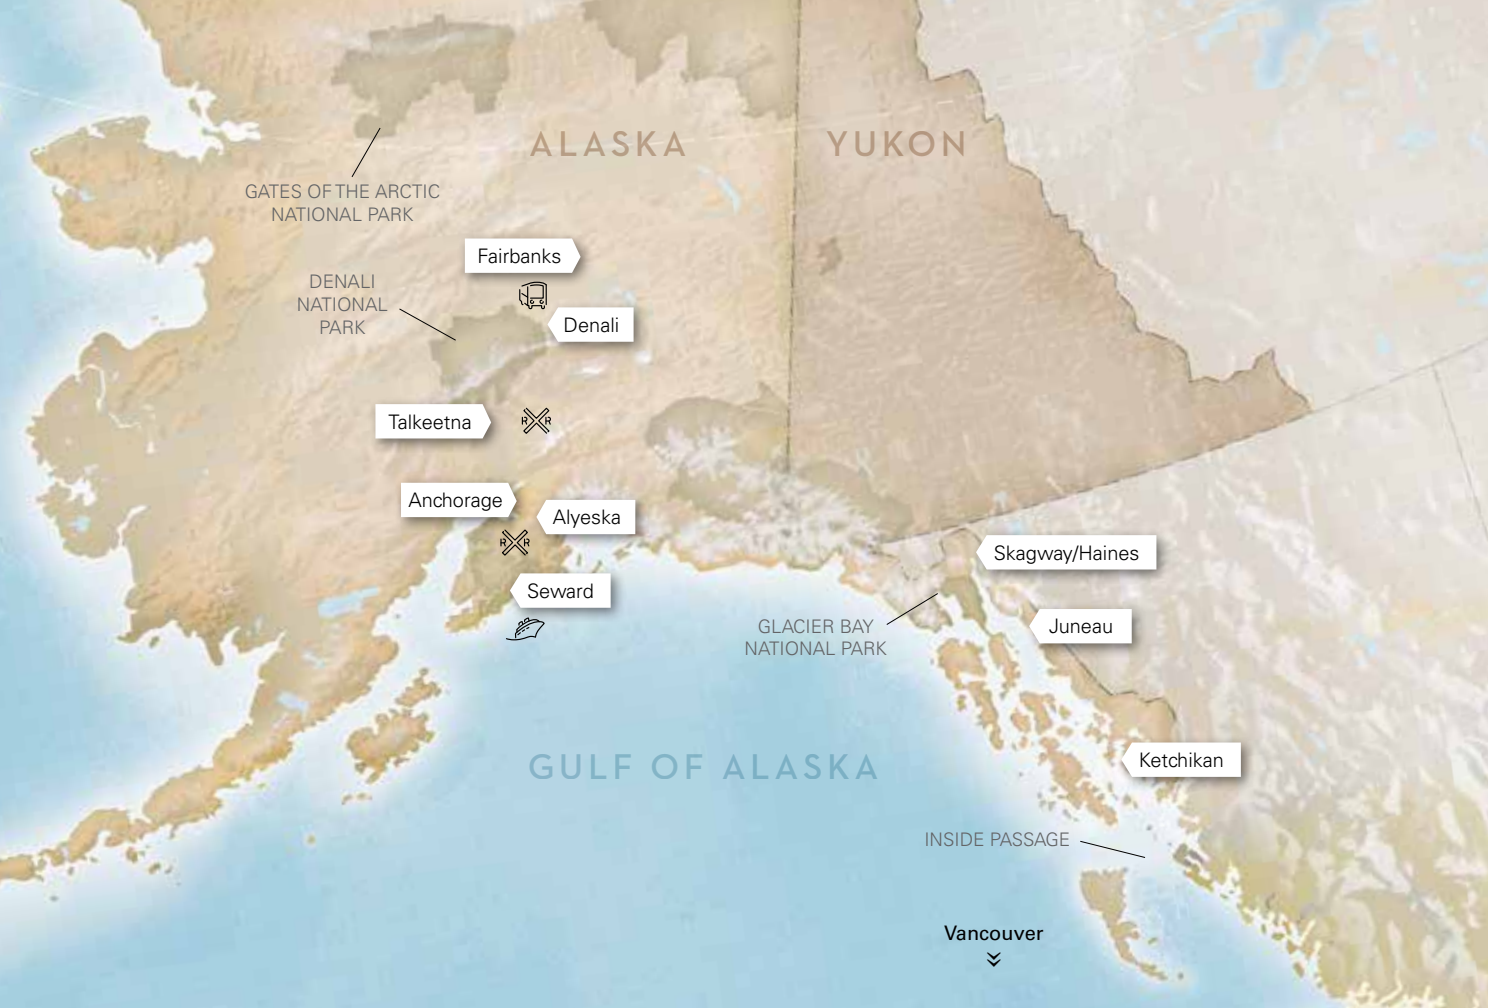 ALASKA
YUKON
GATES OF THE ARCTIC
NATIONAL PARK
Fairbanks
DENALI
NATIONAL
PARK
Denali
Talkeetna
R R
Anchorage
Alyeska
R R
Skagway/Haines
Seward
GLACIER BAY
NATIONAL PARK
Juneau
GULF OF ALASKA
Ketchikan
INSIDE PASSAGE
Vancouver